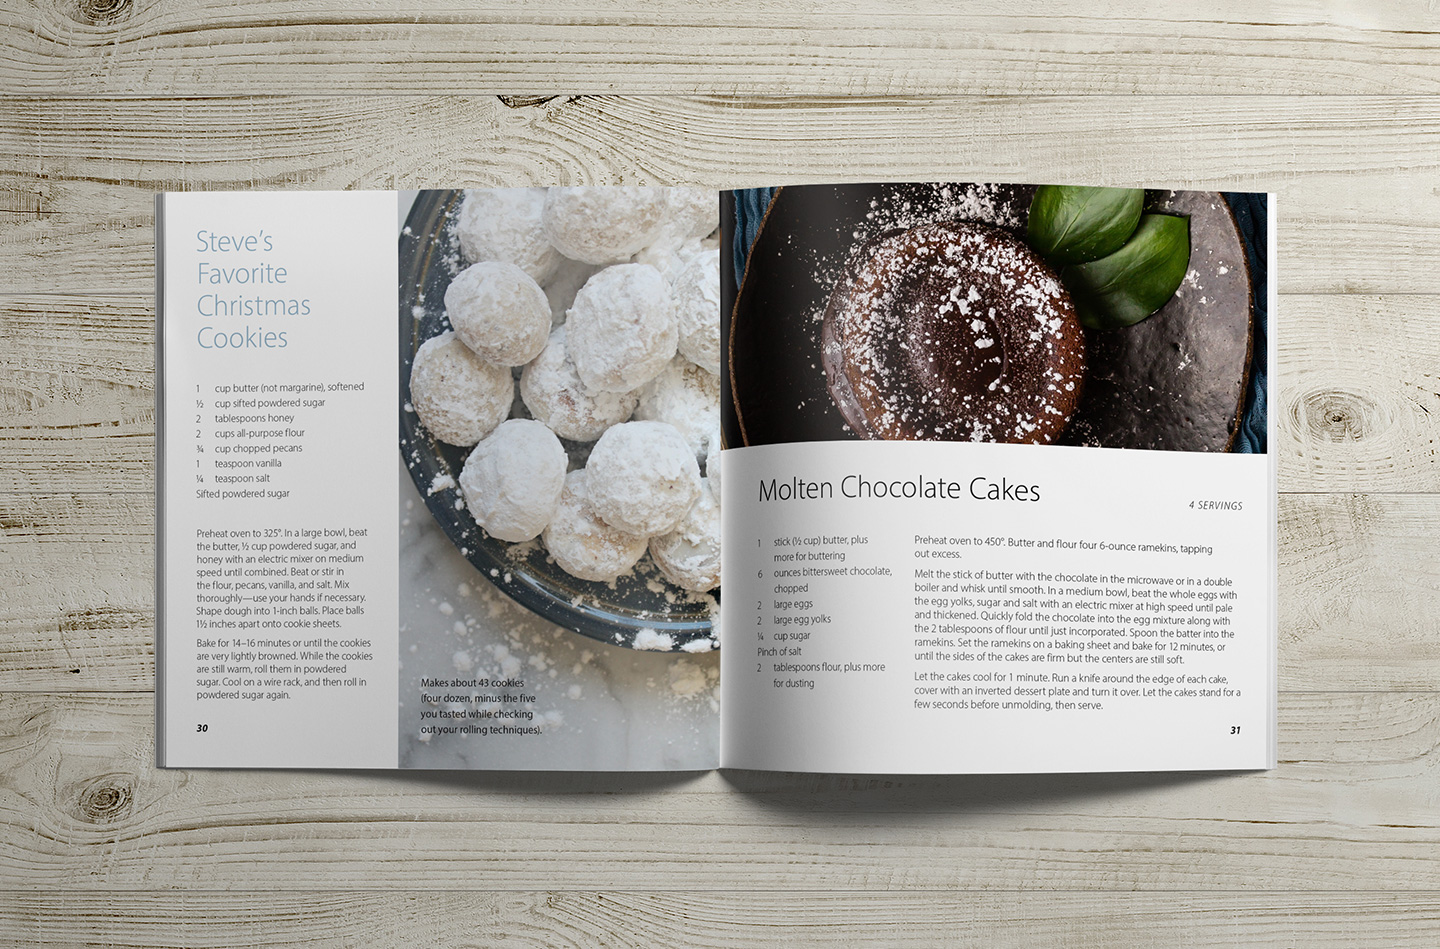 Steve's
Favorite
Christmas
Cookies
1 cup butter (not margarine), softened
½ cup sifted powdered sugar
2 tablespoons honey
2 cups all-purpose flour
¾ cup chopped pecans
1 teaspoon vanilla
¼ teaspoon salt
Sifted powdered sugar
Preheat oven to 325°. In a large bowl, beat
the butter, ½ cup powdered sugar, and
honey with an electric mixer on medium
speed until combined. Beat or stir in
the flour, pecans, vanilla, and salt. Mix
thoroughly—use your hands if necessary.
Shape dough into 1-inch balls. Place balls
1½ inches apart onto cookie sheets.
Bake for 14–16 minutes or until the cookies
are very lightly browned. While the cookies
are still warm, roll them in powdered
sugar. Cool on a wire rack, and then roll in
powdered sugar again.
30
Makes about 43 cookies
(four dozen, minus the five
you tasted while checking
out your rolling techniques).
Molten Chocolate Cakes
4 SERVINGS
1 stick (½ cup) butter, plus
more for buttering
6 ounces bittersweet chocolate,
chopped
2 large eggs
2 large egg yolks
¼ cup sugar
Pinch of salt
2 tablespoons flour, plus more
for dusting
Preheat oven to 450°. Butter and flour four 6-ounce ramekins, tapping
out excess.
Melt the stick of butter with the chocolate in the microwave or in a double
boiler and whisk until smooth. In a medium bowl, beat the whole eggs with
the egg yolks, sugar and salt with an electric mixer at high speed until pale
and thickened. Quickly fold the chocolate into the egg mixture along with
the 2 tablespoons of flour until just incorporated. Spoon the batter into the
ramekins. Set the ramekins on a baking sheet and bake for 12 minutes, or
until the sides of the cakes are firm but the centers are still soft.
Let the cakes cool for 1 minute. Run a knife around the edge of each cake,
cover with an inverted dessert plate and turn it over. Let the cakes stand for a
few seconds before unmolding, then serve.
31